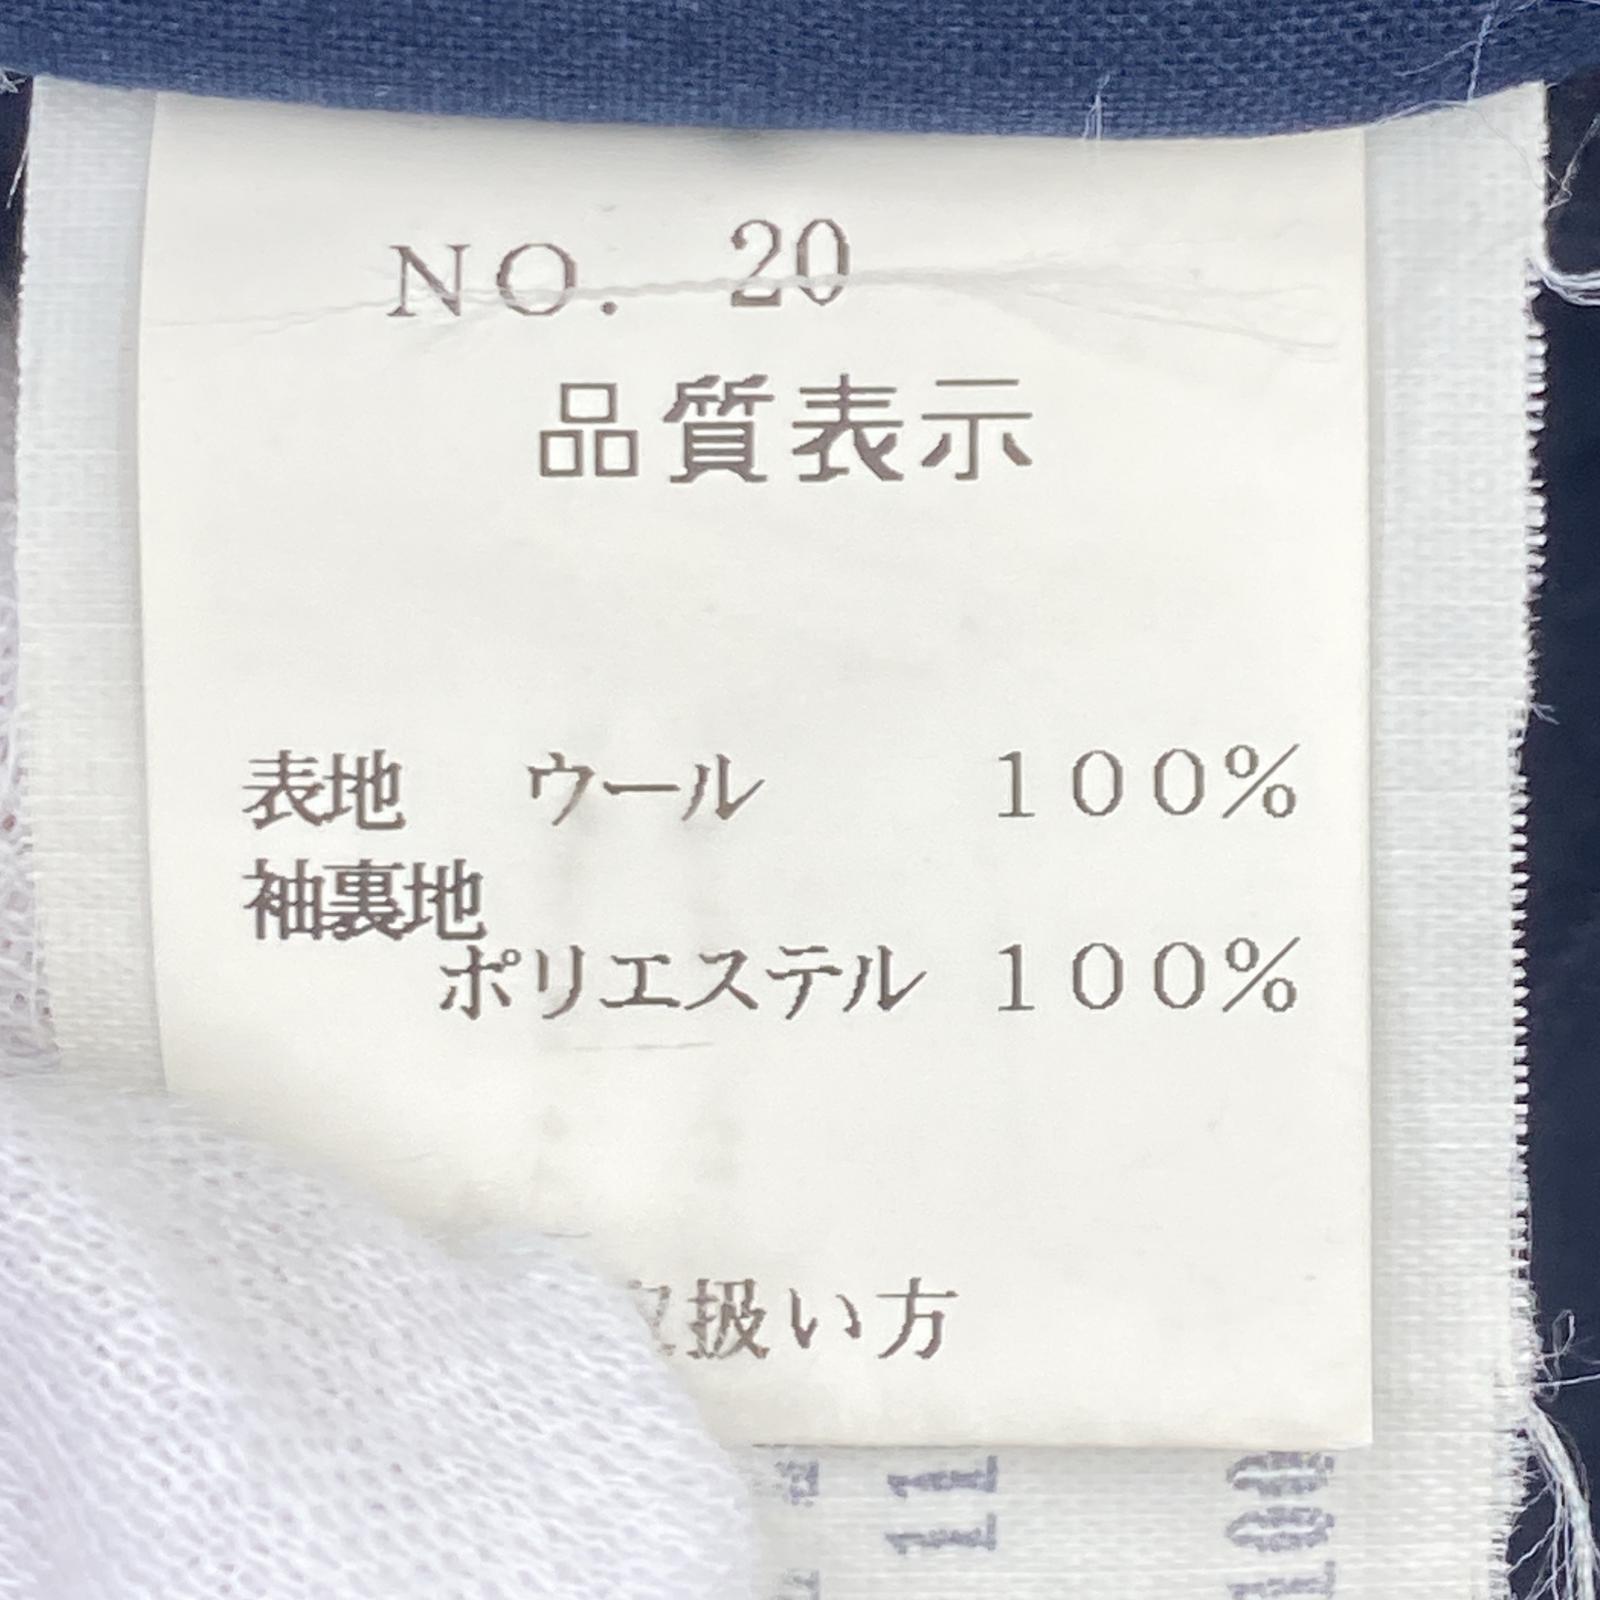 NO. 20
品質表示
表地 ウール 100%
袖裏地
ポリエステル 100%
扱い方